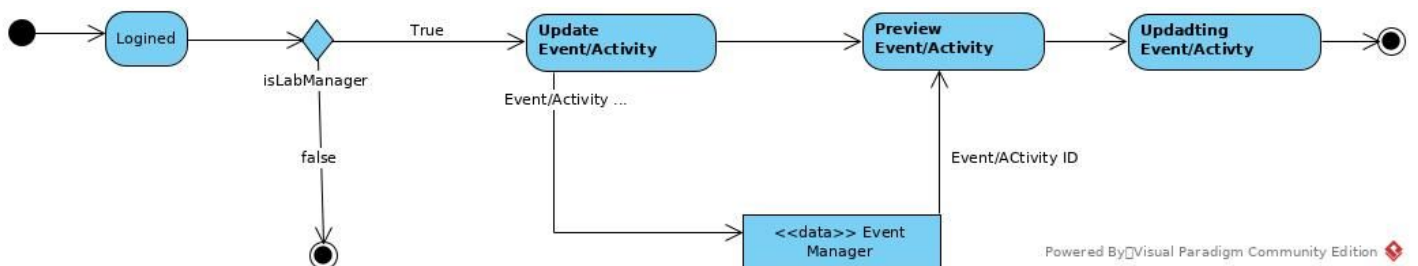 Logined
isLabManager
True
false
Update
Event/Activity
Event/Activity ...
Preview
Event/Activity
Updadting
Event/Activty
Event/ACtivity ID
<<data>> Event
Manager
Powered By▯Visual Paradigm Community Edition